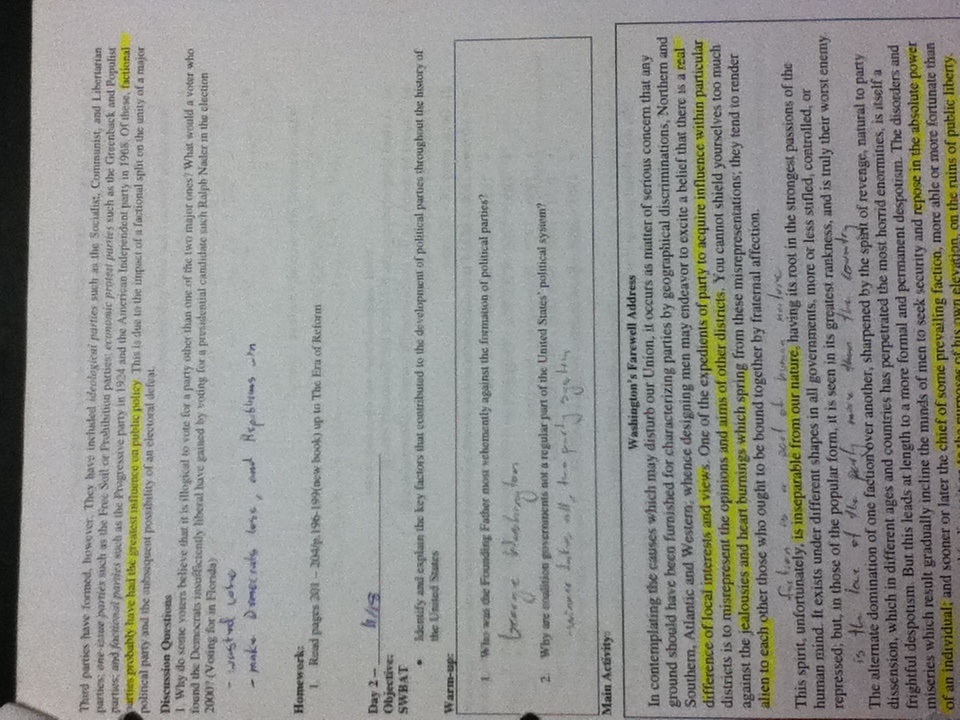 Third parties have formed, however. They have included ideological parties such as the Socialist, Communist, and Libertarian
parties; one-issue parties such as the Free Soil or Prohibition parties; economic protest parties such as the Greenback and Populist
parties; and factional parties such as the Progressive party in 1924 and the American Independent party in 1968. Of these, factional
parties probably have had the greatest influence on public policy. This is due to the impact of a factional split on the unity of a major
political party and the subsequent possibility of an electoral defeat.
Discussion Questions
1. Why do some voters believe that it is illogical to vote for a party other than one of the two major ones? What would a voter who
found the Democrats insufficiently liberal have gained by voting for a presidential candidate such Ralph Nader in the election
2000? (Voting for in Florida)
- wasted vote
- make Democrats lose, and Republicans win
Homework:
1. Read pages 201 – 204/p.196-199(new book) up to The Era of Reform
Day 2 –
Objective:
SWBAT
• Identify and explain the key factors that contributed to the development of political parties throughout the history of
the United States
Warm-up:
1. Who was the Founding Father most vehemently against the formation of political parties?
George Washington
2. Why are coalition governments not a regular part of the United States' political system?
-winner takes all, two party system
Main Activity:
Washington's Farewell Address
In contemplating the causes which may disturb our Union, it occurs as matter of serious concern that any
ground should have been furnished for characterizing parties by geographical discriminations, Northern and
Southern, Atlantic and Western; whence designing men may endeavor to excite a belief that there is a real
difference of local interests and views. One of the expedients of party to acquire influence within particular
districts is to misrepresent the opinions and aims of other districts. You cannot shield yourselves too much
against the jealousies and heart burnings which spring from these misrepresentations; they tend to render
alien to each other those who ought to be bound together by fraternal affection.
faction is a part of human nature
This spirit, unfortunately, is inseparable from our nature, having its root in the strongest passions of the
human mind. It exists under different shapes in all governments, more or less stifled, controlled, or
repressed; but, in those of the popular form, it is seen in its greatest rankness, and is truly their worst enemy.
is the love of the party more than the country
The alternate domination of one faction over another, sharpened by the spirit of revenge, natural to party
dissension, which in different ages and countries has perpetrated the most horrid enormities, is itself a
frightful despotism. But this leads at length to a more formal and permanent despotism. The disorders and
miseries which result gradually incline the minds of men to seek security and repose in the absolute power
of an individual; and sooner or later the chief of some prevailing faction, more able or more fortunate than
to the purposes of his own elevation, on the ruins of public liberty.